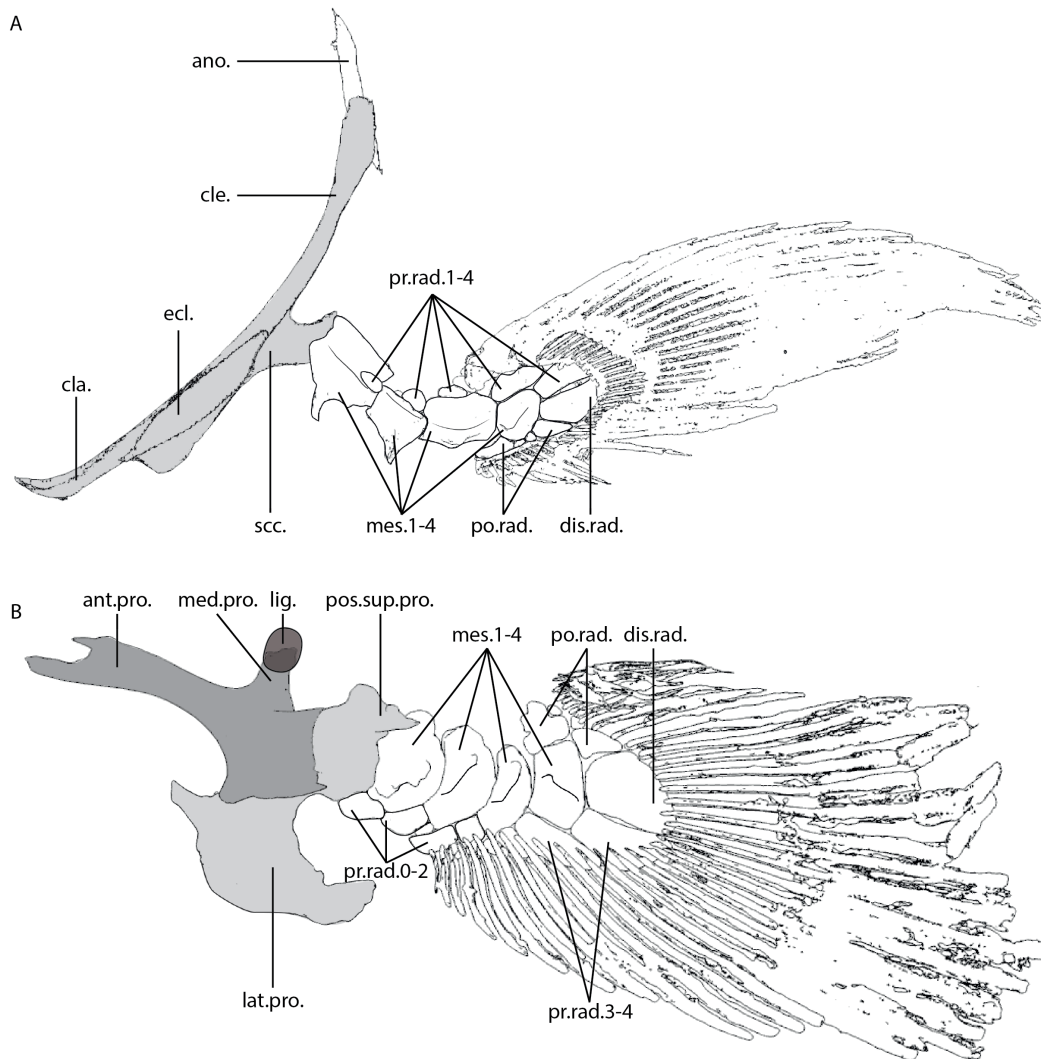 A
ano.
cle.
pr.rad.1-4
ecl.
cla.
scc.
mes.1-4
po.rad.
dis.rad.
B
ant.pro.
med.pro.
lig.
pos.sup.pro.
mes.1-4
po.rad.
dis.rad.
pr.rad.0-2
lat.pro.
pr.rad.3-4